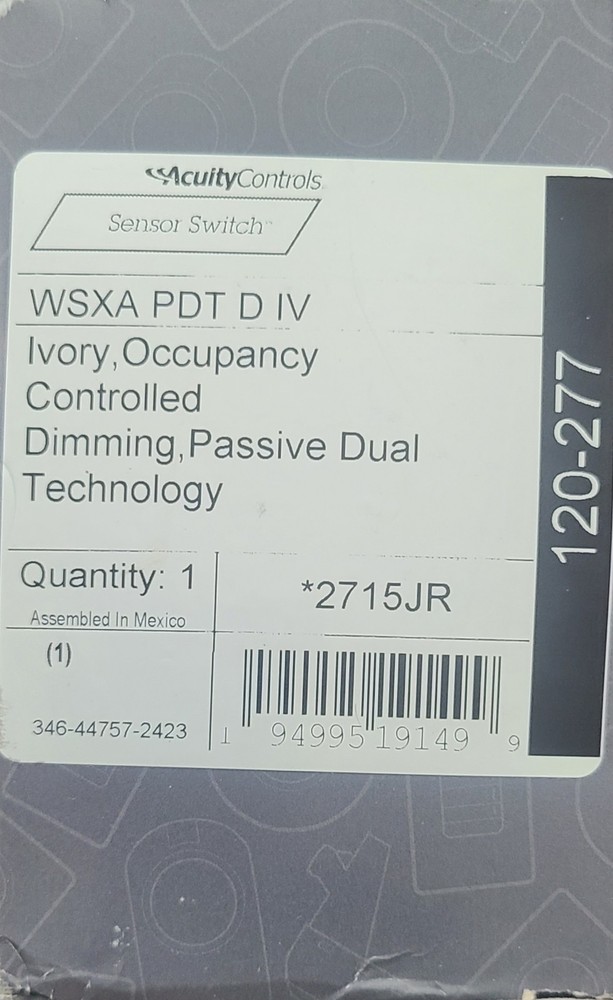 AcuityControls
Sensor Switch™
WSXA PDT D IV
Ivory,Occupancy
Controlled
Dimming,Passive Dual
Technology
120-277
Quantity: 1
Assembled In Mexico
*2715JR
(1)
346-44757-2423
1 94995 19149 9